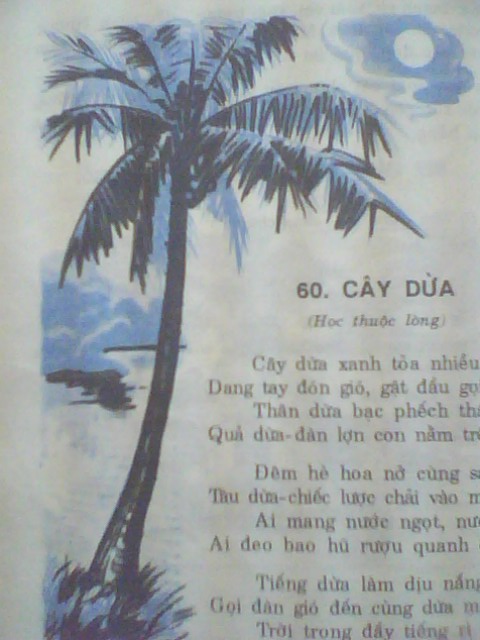 60. CÂY DỪA
(Học thuộc lòng)
Cây dừa xanh tỏa nhiều
Dang tay đón gió, gật đầu gọi
Thân dừa bạc phếch
Quả dừa-đàn lợn con nằm
Đêm hè hoa nở cùng
Tàu dừa-chiếc lược chải vào
Ai mang nước ngọt,
Ai đeo bao hũ rượu quanh
Tiếng dừa làm dịu nắng
Gọi đàn gió đến cùng dừa
Trời trong đầy tiếng rì